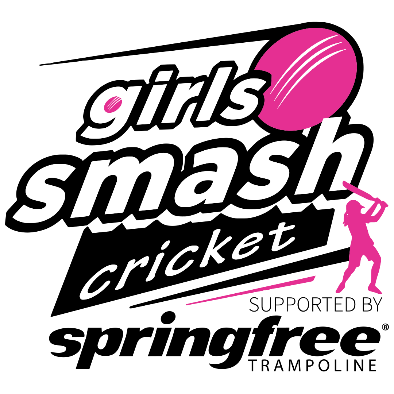 girls
smash
cricket
SUPPORTED BY
springfree®
TRAMPOLINE